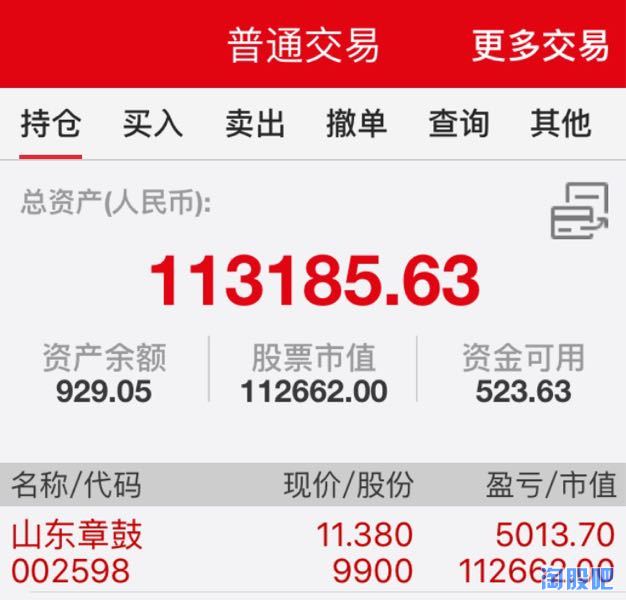 普通交易 更多交易
持仓 买入 卖出 撤单 查询 其他
总资产(人民币):
113185.63
资产余额 股票市值 资金可用
929.05 112662.00 523.63
名称/代码 现价/股份 盈亏/市值
山东章鼓 11.380 5013.70
002598 9900 112662.00
淘股吧